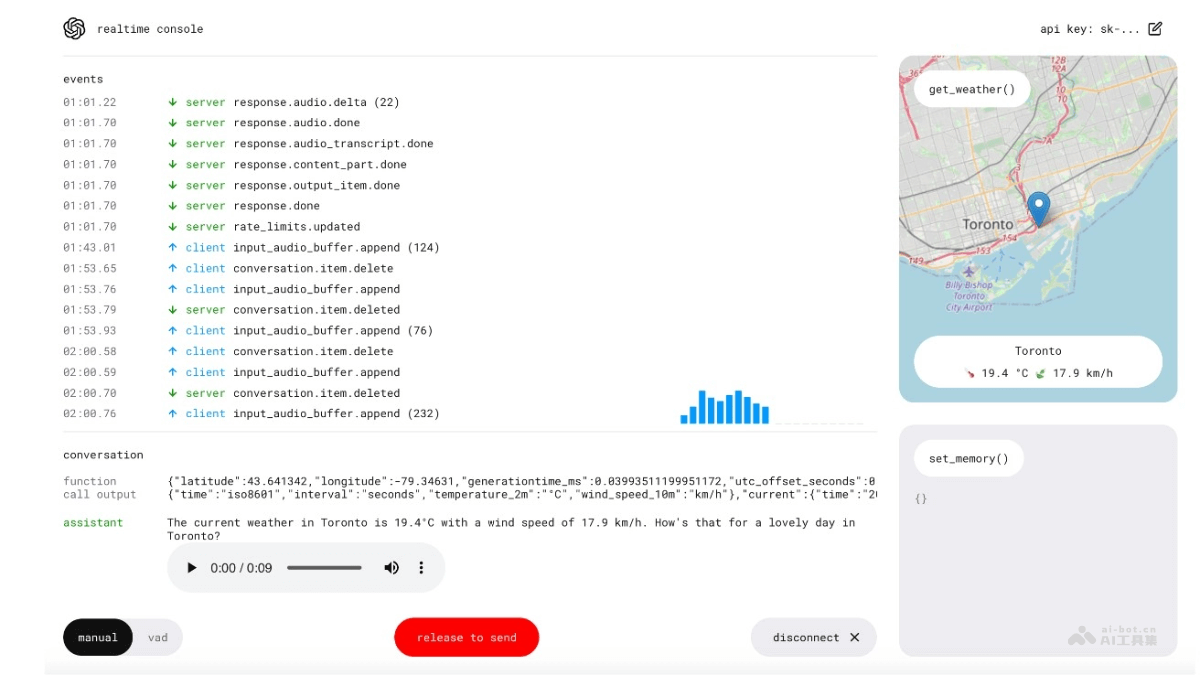 realtime console
api key: sk-...
events
01:01.22 ↓ server response.audio.delta (22)
01:01.70 ↓ server response.audio.done
01:01.70 ↓ server response.audio_transcript.done
01:01.70 ↓ server response.content_part.done
01:01.70 ↓ server response.output_item.done
01:01.70 ↓ server response.done
01:01.70 ↓ server rate_limits.updated
01:43.01 ↑ client input_audio_buffer.append (124)
01:53.65 ↑ client conversation.item.delete
01:53.76 ↑ client input_audio_buffer.append
01:53.79 ↓ server conversation.item.deleted
01:53.93 ↑ client input_audio_buffer.append (76)
02:00.58 ↑ client conversation.item.delete
02:00.59 ↑ client input_audio_buffer.append
02:00.70 ↓ server conversation.item.deleted
02:00.76 ↑ client input_audio_buffer.append (232)
conversation
function call output
{"latitude":43.641342,"longitude":-79.34631,"generationtime_ms":0.03993511199951172,"utc_offset_seconds":0
{"time":"iso8601","interval":"seconds","temperature_2m":"°C","wind_speed_10m":"km/h"},"current":{"time":"20
assistant
The current weather in Toronto is 19.4°C with a wind speed of 17.9 km/h. How's that for a lovely day in
Toronto?
0:00 / 0:09
manual
vad
release to send
disconnect ✕
get_weather()
12B
12A
10
10
7A
3
Toronto
154
153
149
Billy Bishop
Toronto
City Airport
Toronto
19.4 °C 17.9 km/h
set_memory()
{}
ai-bot.cn
AI工具集